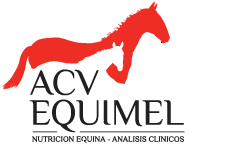 ACV
EQUIMEL
NUTRICION EQUINA - ANALISIS CLINICOS